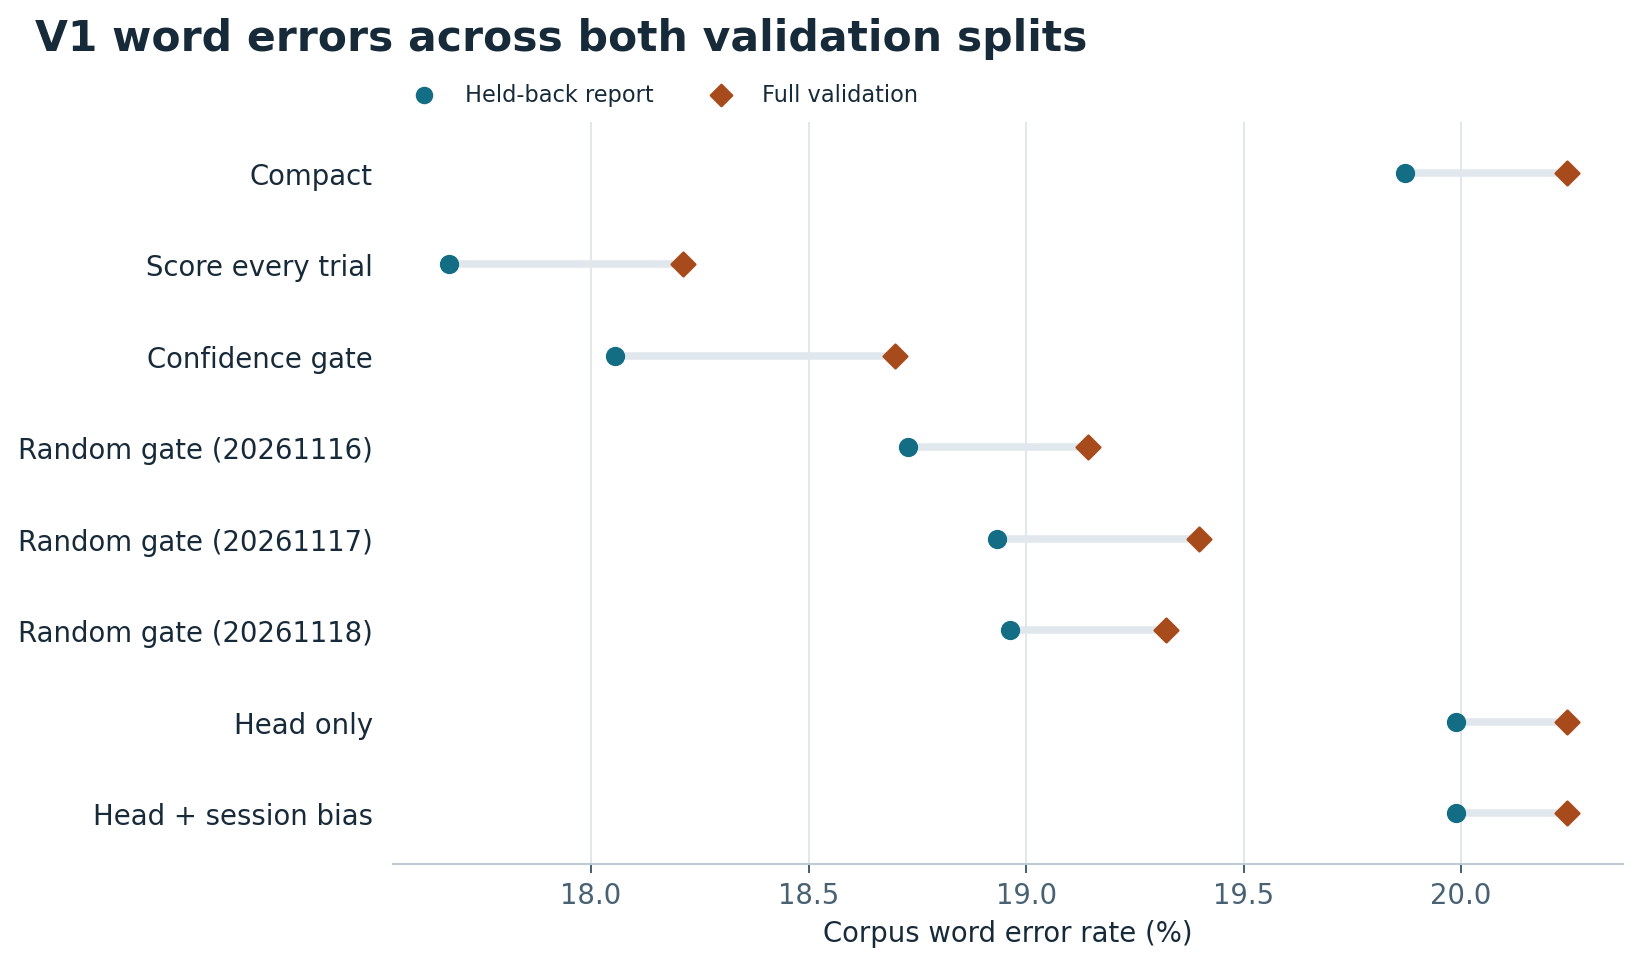 V1 word errors across both validation splits
Held-back report
Full validation
Compact
Score every trial
Confidence gate
Random gate (20261116)
Random gate (20261117)
Random gate (20261118)
Head only
Head + session bias
18.0 18.5 19.0 19.5 20.0
Corpus word error rate (%)